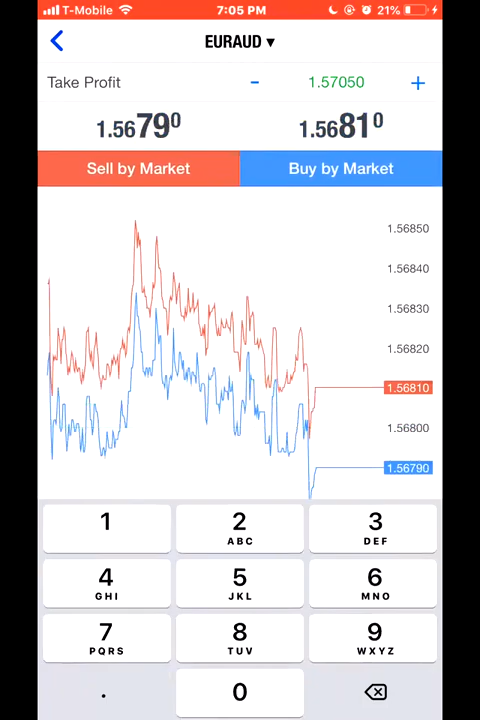 T-Mobile 7:05 PM 21%
EURAUD ▾
Take Profit - 1.57050 +
1.56790 1.56810
Sell by Market Buy by Market
1.56850
1.56840
1.56830
1.56820
1.56810
1.56800
1.56790
1 2 3
ABC DEF
4 5 6
GHI JKL MNO
7 8 9
PQRS TUV WXYZ
. 0